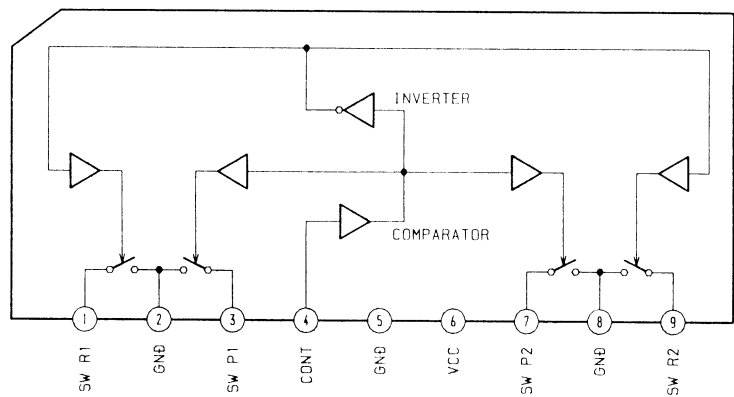 INVERTER
COMPARATOR
1
2
3
4
5
6
7
8
9
SW R1
GND
SW P1
CONT
GND
VCC
SW P2
GND
SW R2